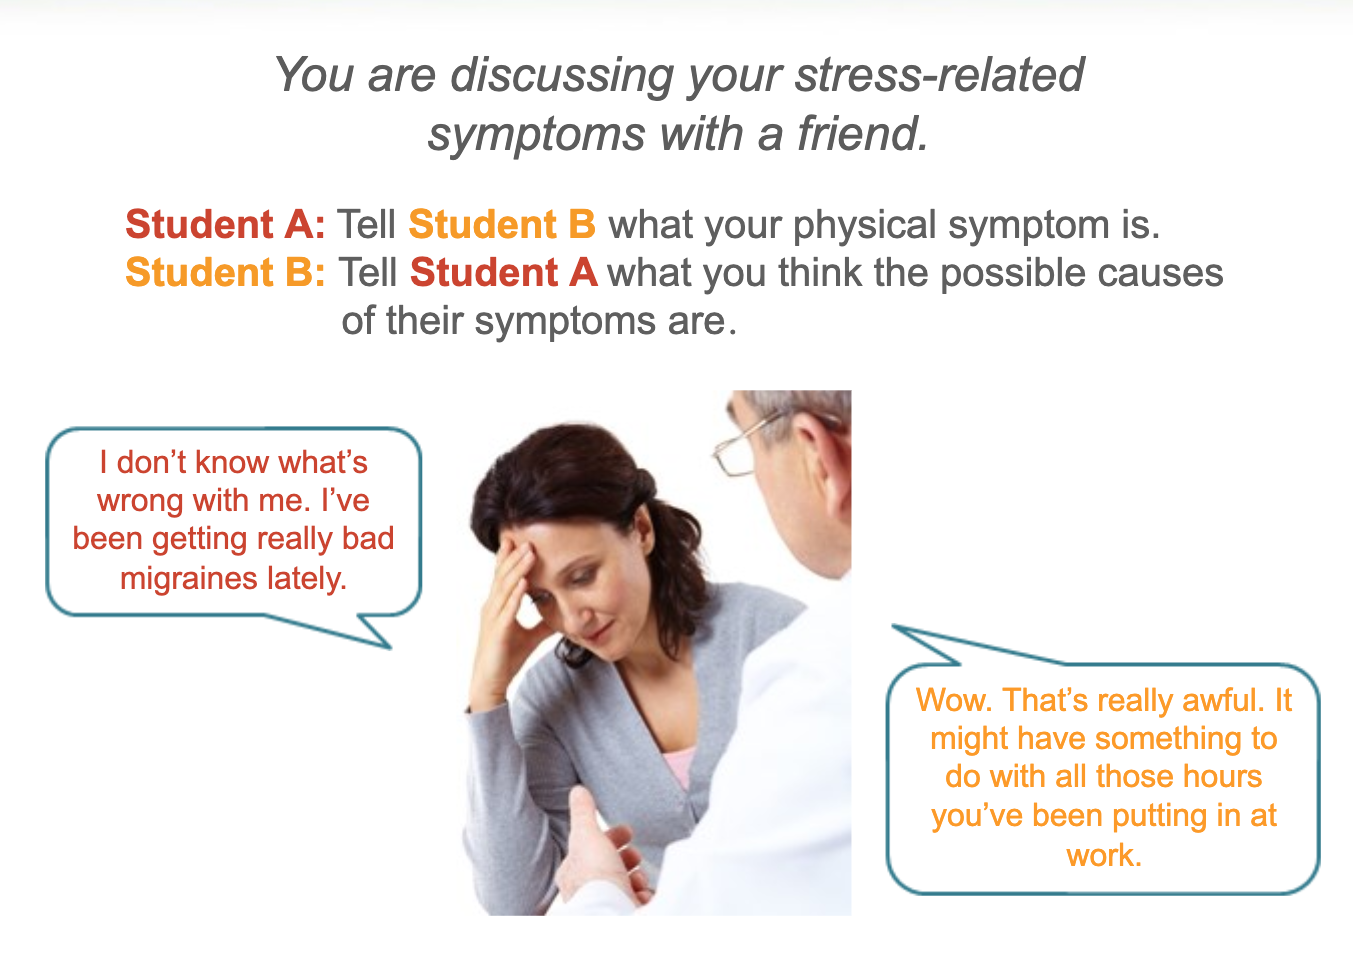 You are discussing your stress-related
symptoms with a friend.
Student A: Tell Student B what your physical symptom is.
Student B: Tell Student A what you think the possible causes
of their symptoms are.
I don’t know what’s
wrong with me. I’ve
been getting really bad
migraines lately.
Wow. That’s really awful. It
might have something to
do with all those hours
you’ve been putting in at
work.